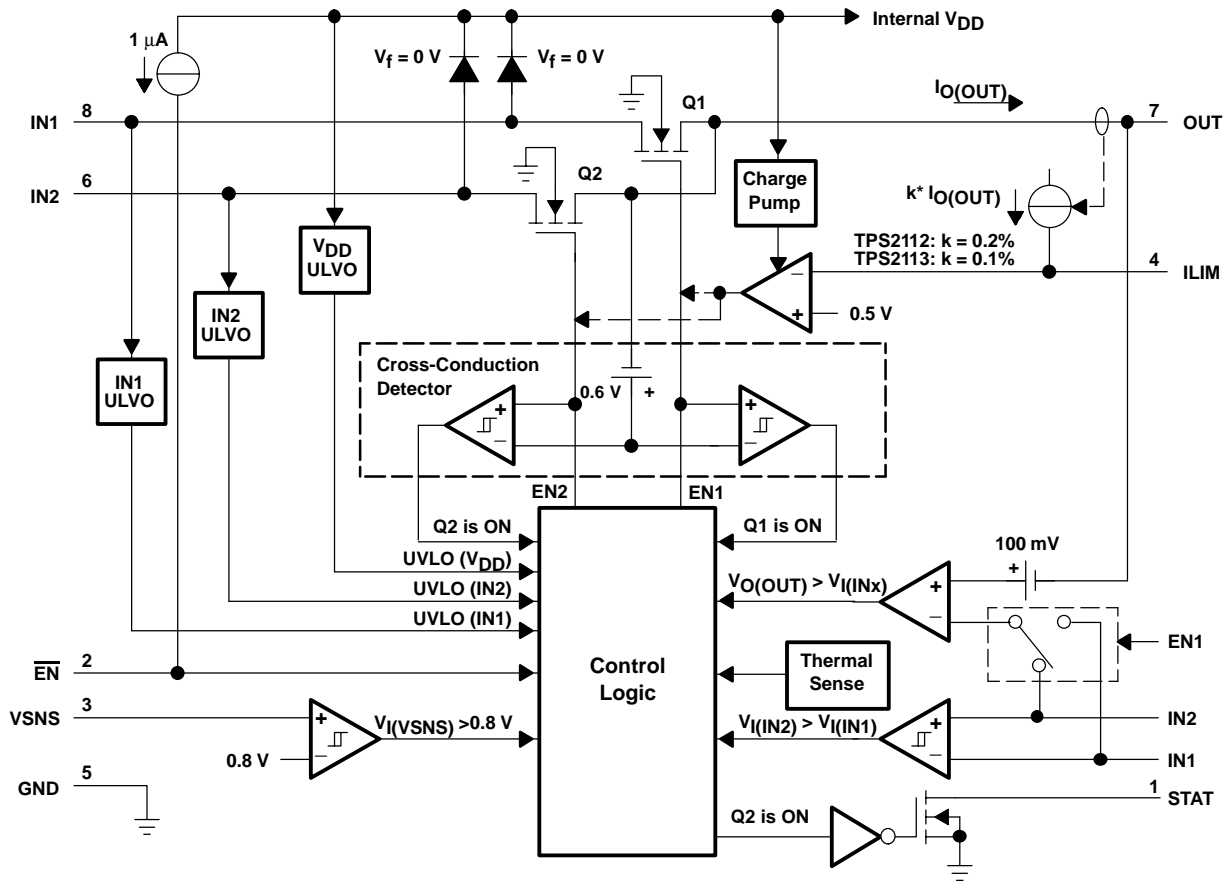 Internal VDD
1 μA
Vf = 0 V
Vf = 0 V
IO(OUT)
Q1
8
IN1
7
OUT
Q2
6
IN2
Charge
Pump
k* IO(OUT)
VDD
ULVO
TPS2112: k = 0.2%
TPS2113: k = 0.1%
4
ILIM
−
+
0.5 V
IN2
ULVO
IN1
ULVO
Cross-Conduction
Detector
0.6 V
+
+
−
+
−
EN2
EN1
Q2 is ON
Q1 is ON
UVLO (VDD)
UVLO (IN2)
UVLO (IN1)
100 mV
+
VO(OUT) > VI(INx)
+
−
EN1
2
EN
Control
Logic
Thermal
Sense
3
VSNS
+
−
VI(VSNS) >0.8 V
0.8 V
VI(IN2) > VI(IN1)
+
−
IN2
IN1
5
GND
1
STAT
Q2 is ON